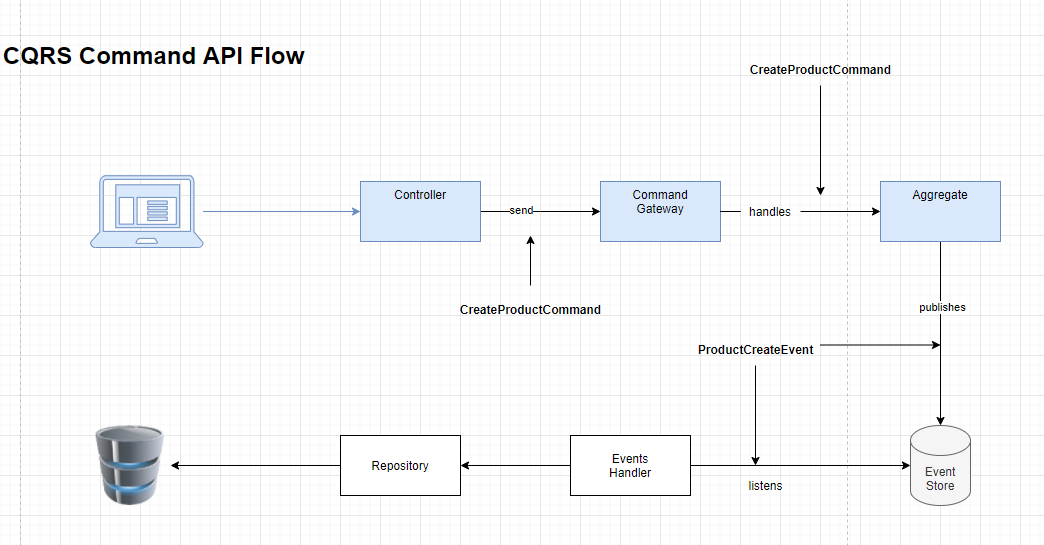 CQRS Command API Flow
CreateProductCommand
Controller
send
Command
Gateway
handles
Aggregate
CreateProductCommand
publishes
ProductCreateEvent
Repository
Events
Handler
listens
Event
Store